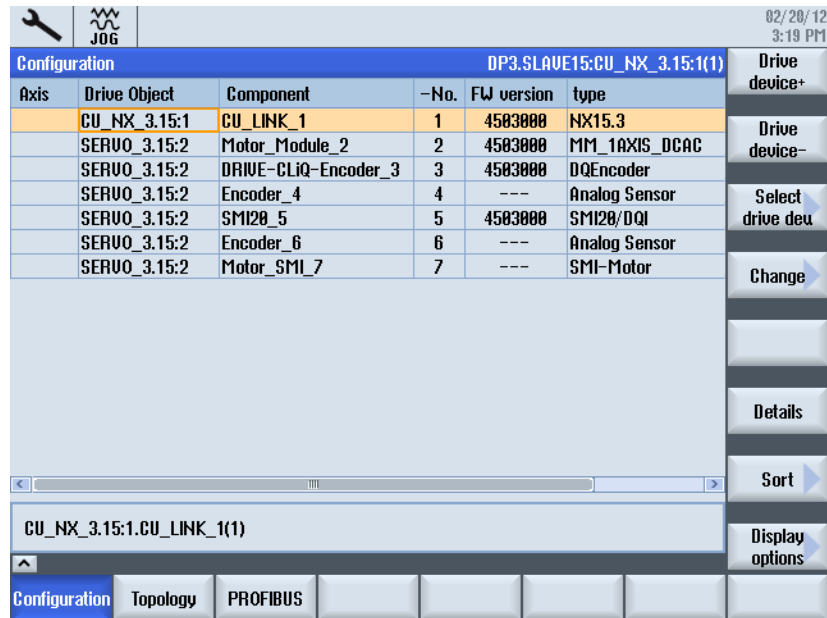 JOG
02/20/12
3:19 PM
Configuration DP3.SLAVE15:CU_NX_3.15:1(1)
Axis Drive Object Component -No. FW version type
CU_NX_3.15:1 CU_LINK_1 1 4503000 NX15.3
SERVO_3.15:2 Motor_Module_2 2 4503000 MM_1AXIS_DCAC
SERVO_3.15:2 DRIVE-CLiQ-Encoder_3 3 4503000 DQEncoder
SERVO_3.15:2 Encoder_4 4 --- Analog Sensor
SERVO_3.15:2 SMI20_5 5 4503000 SMI20/DQI
SERVO_3.15:2 Encoder_6 6 --- Analog Sensor
SERVO_3.15:2 Motor_SMI_7 7 --- SMI-Motor
CU_NX_3.15:1.CU_LINK_1(1)
Drive
device+
Drive
device-
Select
drive dev
Change
Details
Sort
Display
options
Configuration Topology PROFIBUS